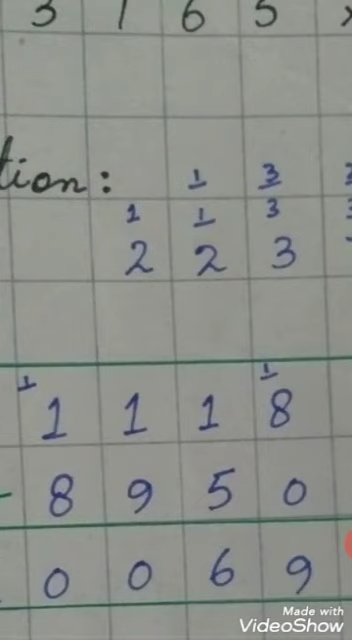 3 1 6 5 x
tion: 1 3
1 1 3
2 2 3
1 1
1 1 1 8
- 8 9 5 0
0 0 6 9
Made with
VideoShow